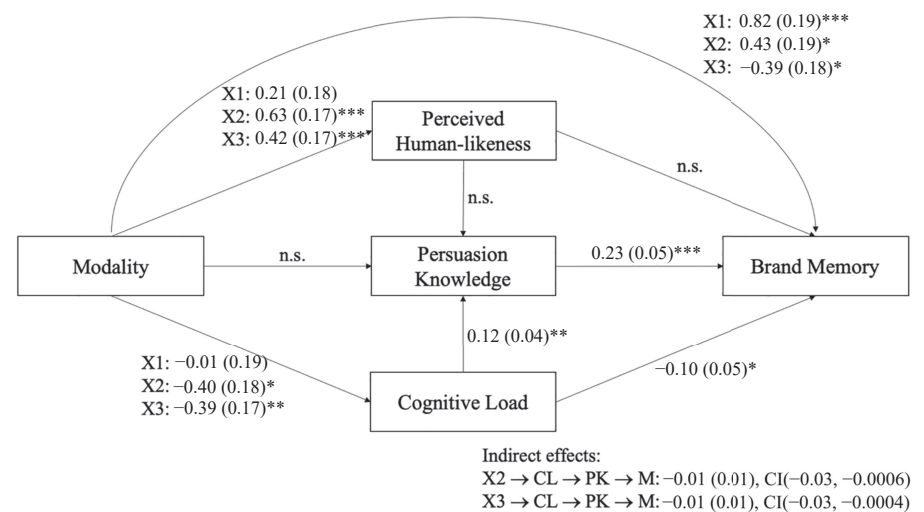 X1: 0.82 (0.19)***
X2: 0.43 (0.19)*
X3: −0.39 (0.18)*
X1: 0.21 (0.18)
X2: 0.63 (0.17)***
X3: 0.42 (0.17)***
Perceived
Human-likeness
n.s.
n.s.
Modality
n.s.
Persuasion
Knowledge
0.23 (0.05)***
Brand Memory
0.12 (0.04)**
X1: −0.01 (0.19)
X2: −0.40 (0.18)*
X3: −0.39 (0.17)**
−0.10 (0.05)*
Cognitive Load
Indirect effects:
X2 → CL → PK → M: −0.01 (0.01), CI(−0.03, −0.0006)
X3 → CL → PK → M: −0.01 (0.01), CI(−0.03, −0.0004)